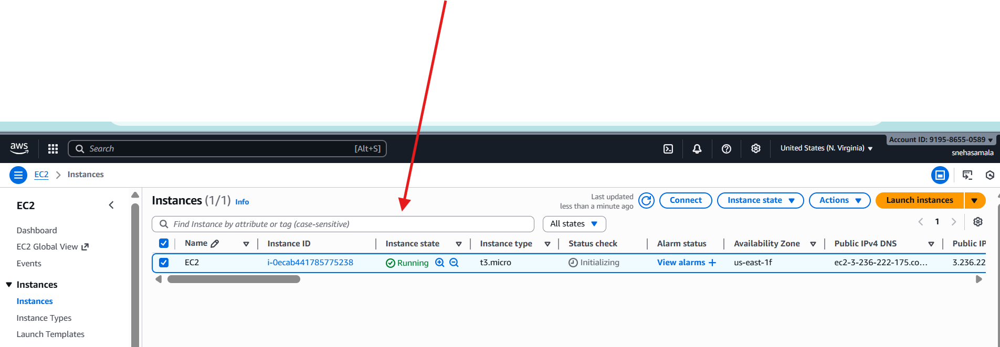 aws
Search [Alt+S]
United States (N. Virginia)
Account ID: 9195-8655-0589
snehasamala
EC2 Instances
EC2
Dashboard
EC2 Global View
Events
Instances
Instances
Instance Types
Launch Templates
Instances (1/1) Info
Last updated
less than a minute ago
Connect Instance state Actions Launch instances
Find Instance by attribute or tag (case-sensitive) All states 1
Name Instance ID Instance state Instance type Status check Alarm status Availability Zone Public IPv4 DNS Public IP
EC2 i-0ecab441785775238 Running t3.micro Initializing View alarms + us-east-1f ec2-3-236-222-175.co... 3.236.22